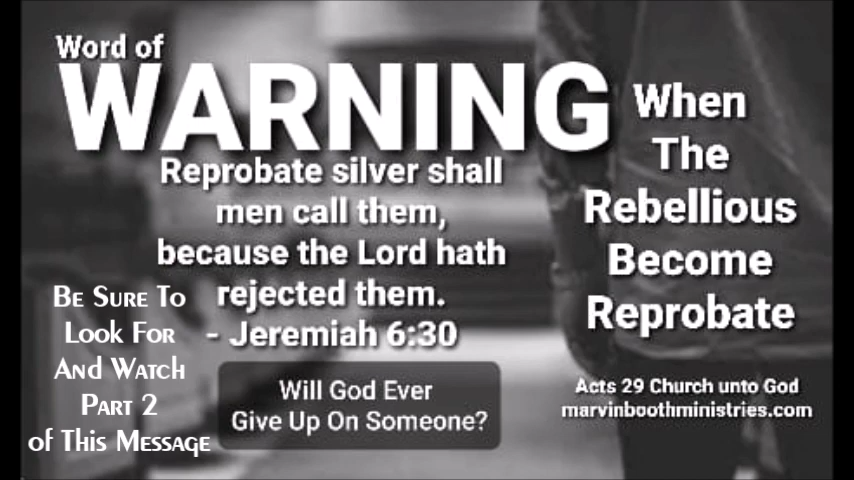 Word of
WARNING
Reprobate silver shall
men call them,
because the Lord hath
rejected them.
- Jeremiah 6:30
When
The
Rebellious
Become
Reprobate
Be Sure To
Look For
And Watch
Part 2
of This Message
Will God Ever
Give Up On Someone?
Acts 29 Church unto God
marvinboothministries.com